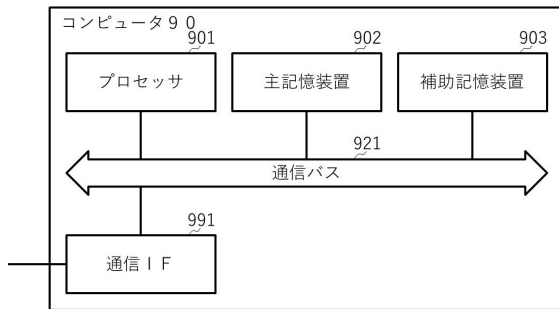 コンピュータ９０
901
902
903
プロセッサ
主記憶装置
補助記憶装置
921
通信バス
991
通信ＩＦ